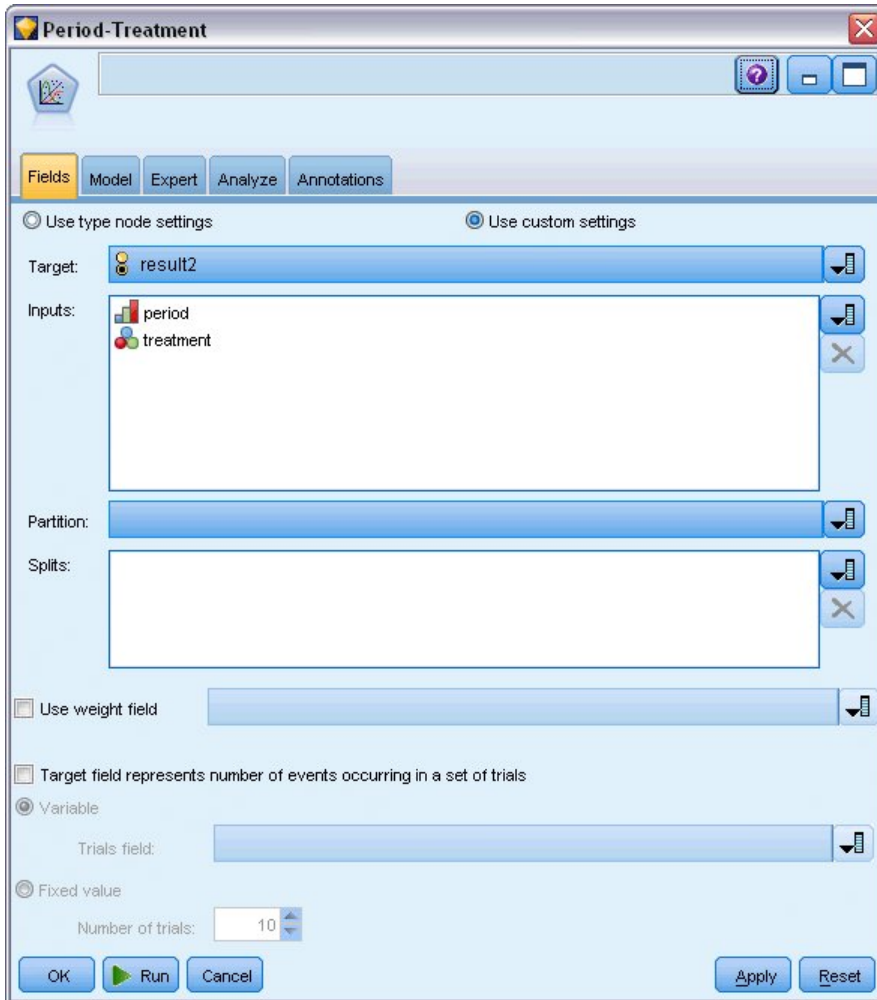 Period-Treatment
Fields Model Expert Analyze Annotations
Use type node settings Use custom settings
Target: result2
Inputs: period
treatment
Partition:
Splits:
Use weight field
Target field represents number of events occurring in a set of trials
Variable
Trials field:
Fixed value
Number of trials: 10
OK Run Cancel Apply Reset